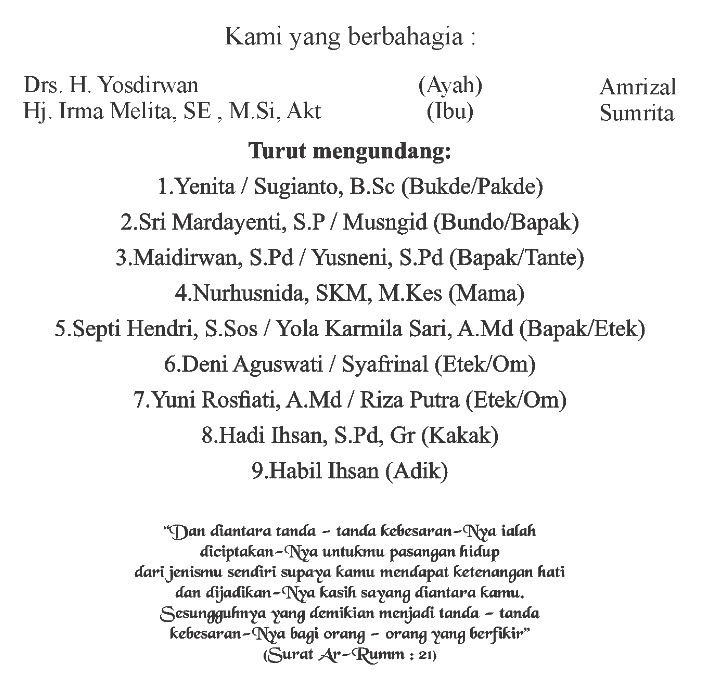 Kami yang berbahagia :
Drs. H. Yosdirwan (Ayah) Amrizal
Hj. Irma Melita, SE , M.Si, Akt (Ibu) Sumrita
Turut mengundang:
1.Yenita / Sugianto, B.Sc (Bukde/Pakde)
2.Sri Mardayenti, S.P / Musngid (Bundo/Bapak)
3.Maidirwan, S.Pd / Yusneni, S.Pd (Bapak/Tante)
4.Nurhusnida, SKM, M.Kes (Mama)
5.Septi Hendri, S.Sos / Yola Karmila Sari, A.Md (Bapak/Etek)
6.Deni Aguswati / Syafrinal (Etek/Om)
7.Yuni Rosfiati, A.Md / Riza Putra (Etek/Om)
8.Hadi Ihsan, S.Pd, Gr (Kakak)
9.Habil Ihsan (Adik)
"Dan diantara tanda - tanda kebesaran-Nya ialah
diciptakan-Nya untukmu pasangan hidup
dari jenismu sendiri supaya kamu mendapat ketenangan hati
dan dijadikan-Nya kasih sayang diantara kamu.
Sesungguhnya yang demikian menjadi tanda - tanda
kebesaran-Nya bagi orang - orang yang berfikir"
(Surat Ar-Rumm : 21)